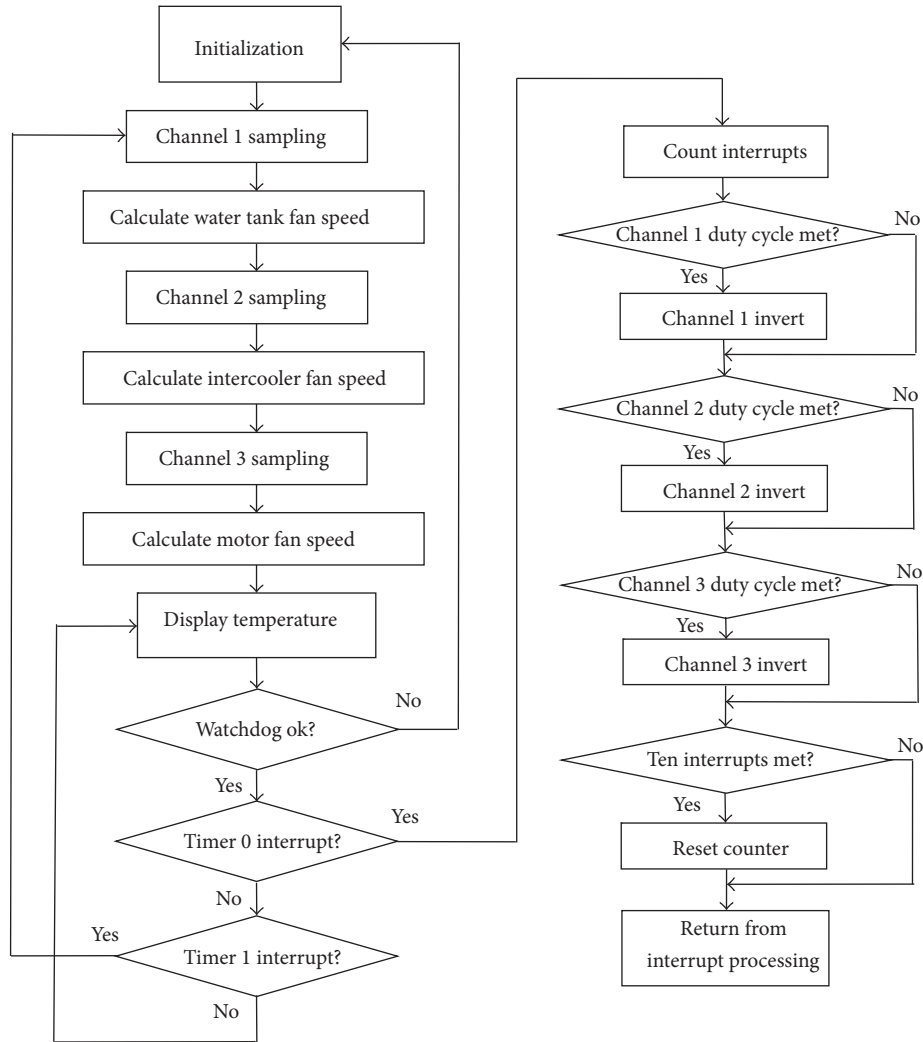 Initialization
Channel 1 sampling
Calculate water tank fan speed
Channel 2 sampling
Calculate intercooler fan speed
Channel 3 sampling
Calculate motor fan speed
Display temperature
No
Watchdog ok?
Yes
Yes
Timer 0 interrupt?
No
Yes
Timer 1 interrupt?
No
Count interrupts
No
Channel 1 duty cycle met?
Yes
Channel 1 invert
No
Channel 2 duty cycle met?
Yes
Channel 2 invert
No
Channel 3 duty cycle met?
Yes
Channel 3 invert
No
Ten interrupts met?
Yes
Reset counter
Return from
interrupt processing